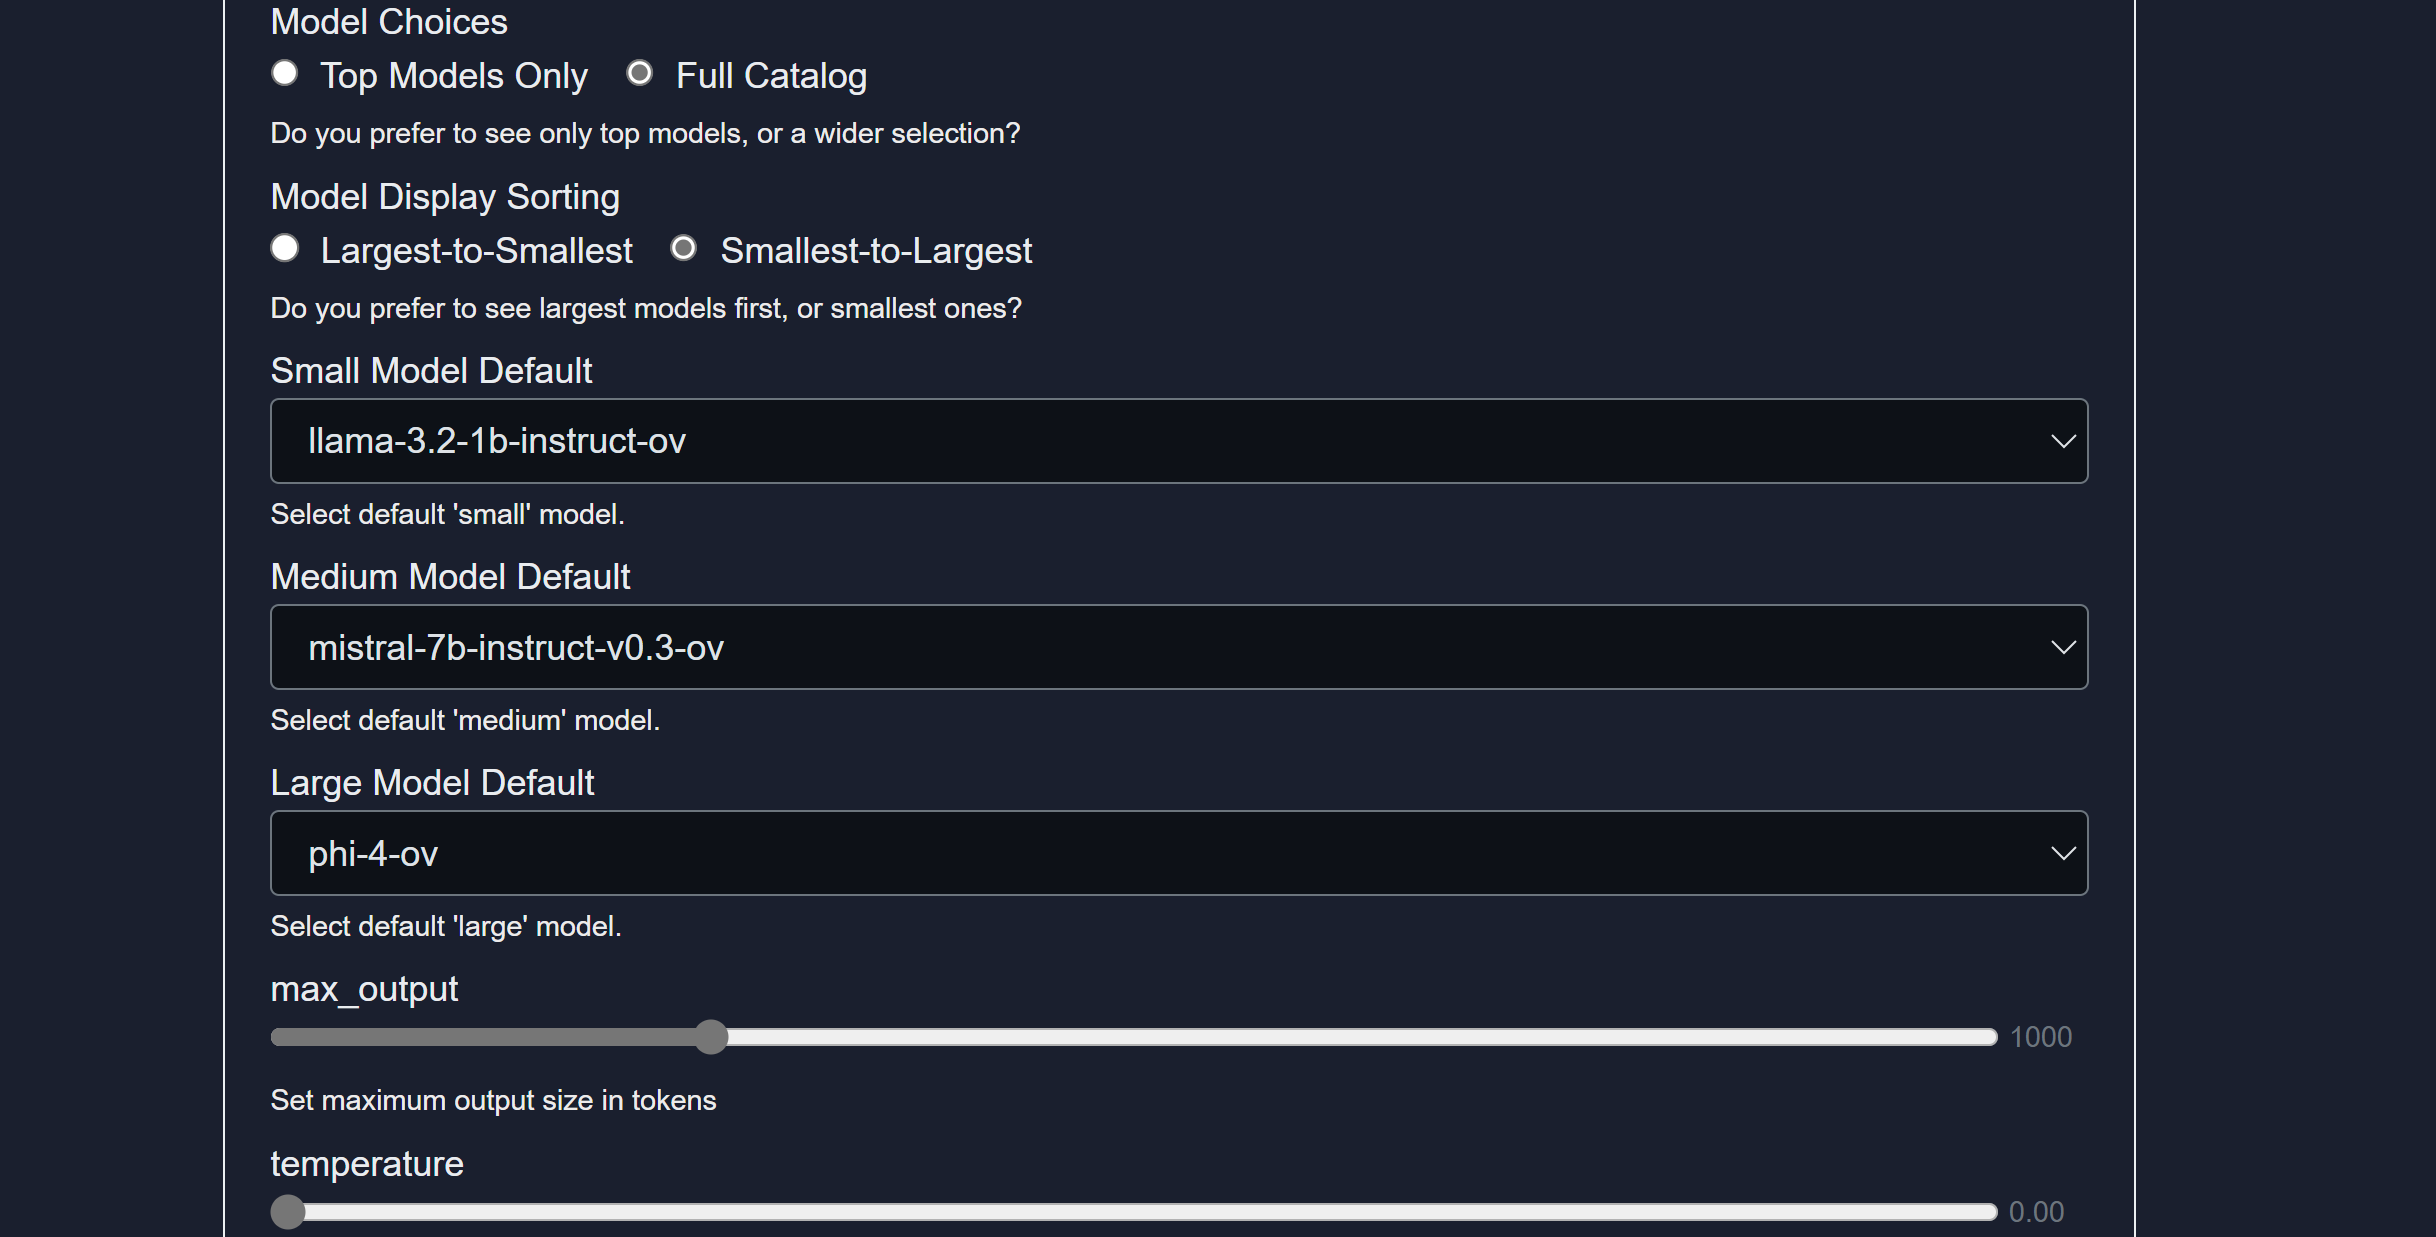 Model Choices
Top Models Only Full Catalog
Do you prefer to see only top models, or a wider selection?
Model Display Sorting
Largest-to-Smallest Smallest-to-Largest
Do you prefer to see largest models first, or smallest ones?
Small Model Default
llama-3.2-1b-instruct-ov
Select default 'small' model.
Medium Model Default
mistral-7b-instruct-v0.3-ov
Select default 'medium' model.
Large Model Default
phi-4-ov
Select default 'large' model.
max_output
1000
Set maximum output size in tokens
temperature
0.00